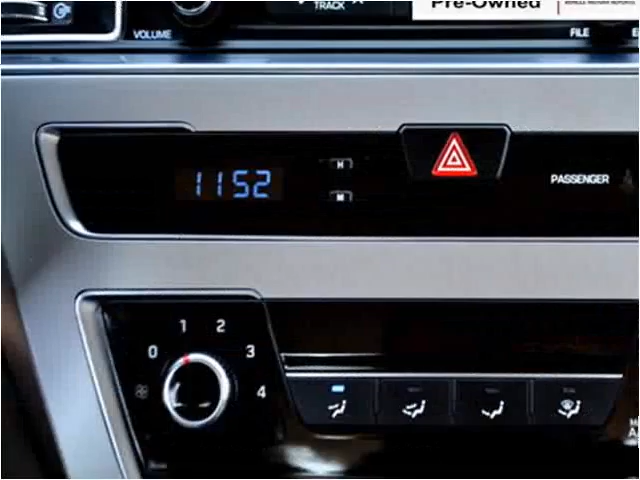 TRACK
Pre-Owned
VOLUME
FILE
H
1152
M
PASSENGER
1 2
0 3
4